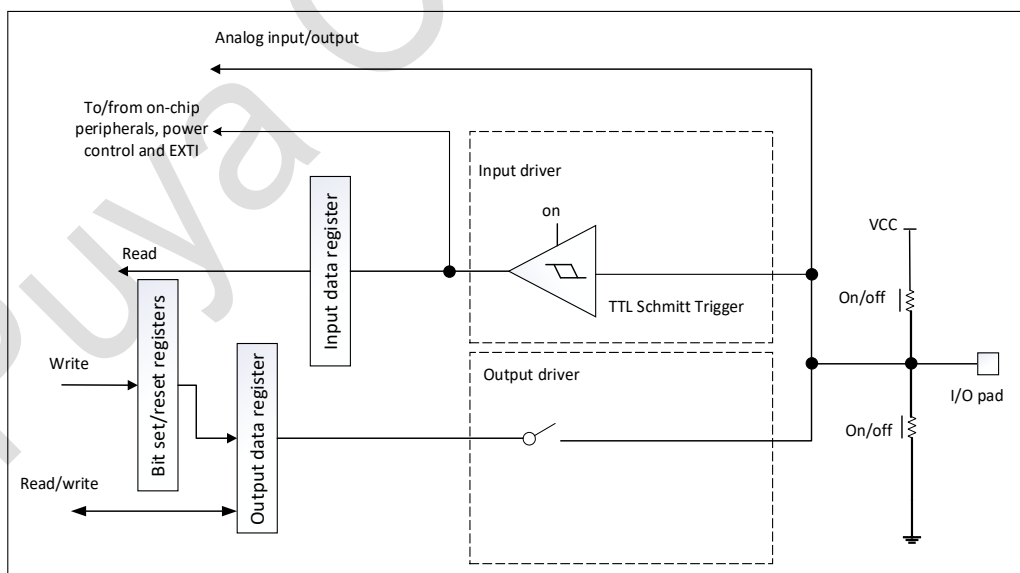 Analog input/output
To/from on-chip
peripherals, power
control and EXTI
Input driver
on
TTL Schmitt Trigger
Input data register
Read
Bit set/reset registers
Write
Output data register
Read/write
Output driver
VCC
On/off
I/O pad
On/off
Puya